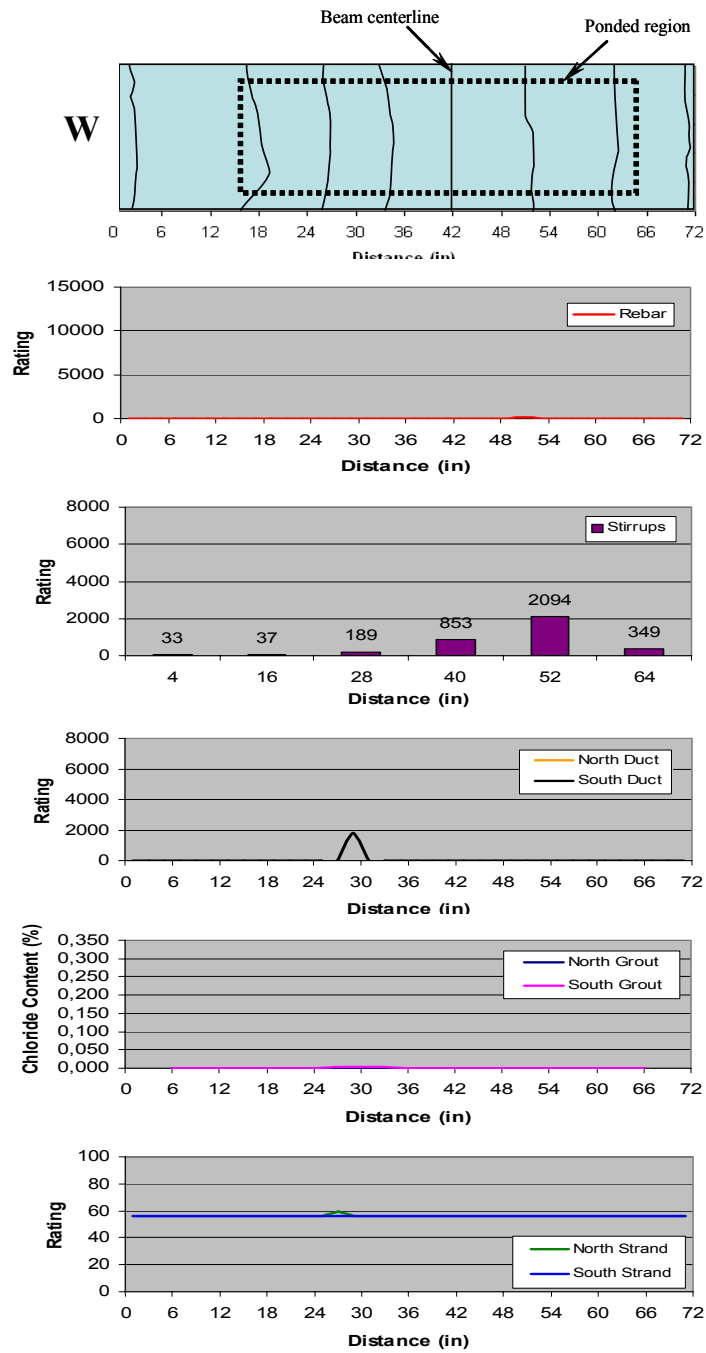 Beam centerline
Ponded region
W
0 6 12 18 24 30 36 42 48 54 60 66 72
Distance (in)
15000
10000
5000
0
Rating
Rebar
0 6 12 18 24 30 36 42 48 54 60 66 72
Distance (in)
8000
6000
4000
2000
0
Rating
Stirrups
33 37 189 853 2094 349
4 16 28 40 52 64
Distance (in)
8000
6000
4000
2000
0
Rating
North Duct
South Duct
0 6 12 18 24 30 36 42 48 54 60 66 72
Distance (in)
0,350
0,300
0,250
0,200
0,150
0,100
0,050
0,000
Chloride Content (%)
North Grout
South Grout
0 6 12 18 24 30 36 42 48 54 60 66 72
Distance (in)
100
80
60
40
20
0
Rating
North Strand
South Strand
0 6 12 18 24 30 36 42 48 54 60 66 72
Distance (in)